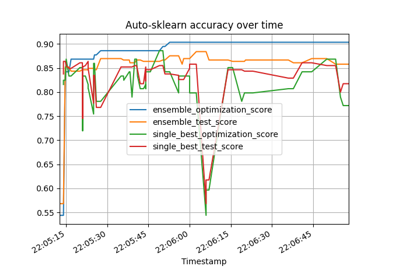 Auto-sklearn accuracy over time
0.90
0.85
0.80
0.75
0.70
0.65
0.60
0.55
ensemble_optimization_score
ensemble_test_score
single_best_optimization_score
single_best_test_score
22:05:15
22:05:30
22:05:45
22:06:00
22:06:15
22:06:30
22:06:45
Timestamp